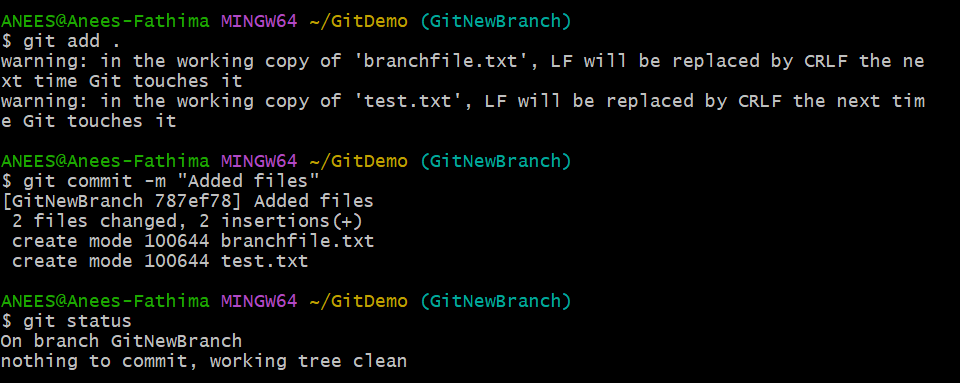 ANEES@Anees-Fathima MINGW64 ~/GitDemo (GitNewBranch)
$ git add .
warning: in the working copy of 'branchfile.txt', LF will be replaced by CRLF the ne
xt time Git touches it
warning: in the working copy of 'test.txt', LF will be replaced by CRLF the next tim
e Git touches it

ANEES@Anees-Fathima MINGW64 ~/GitDemo (GitNewBranch)
$ git commit -m "Added files"
[GitNewBranch 787ef78] Added files
 2 files changed, 2 insertions(+)
 create mode 100644 branchfile.txt
 create mode 100644 test.txt

ANEES@Anees-Fathima MINGW64 ~/GitDemo (GitNewBranch)
$ git status
On branch GitNewBranch
nothing to commit, working tree clean